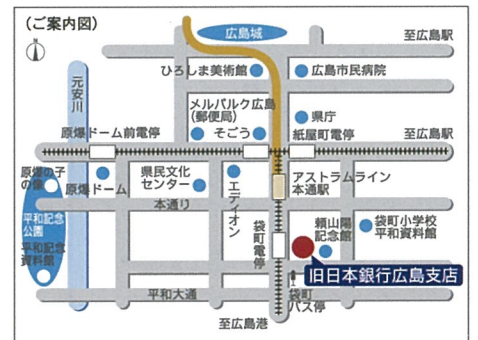 (ご案内図)
広島城
至広島駅
ひろしま美術館
広島市民病院
元安川
メルパルク広島
(郵便局)
県庁
原爆ドーム前電停
そごう
紙屋町電停
至広島駅
原爆の子
の像
原爆ドーム
県民文化
センター
エディオン
アストラムライン
本通駅
本通り
平和記念
公園
袋町電停
頼山陽
記念館
袋町小学校
平和資料館
平和記念
資料館
旧日本銀行広島支店
平和大通
袋町
バス停
至広島港